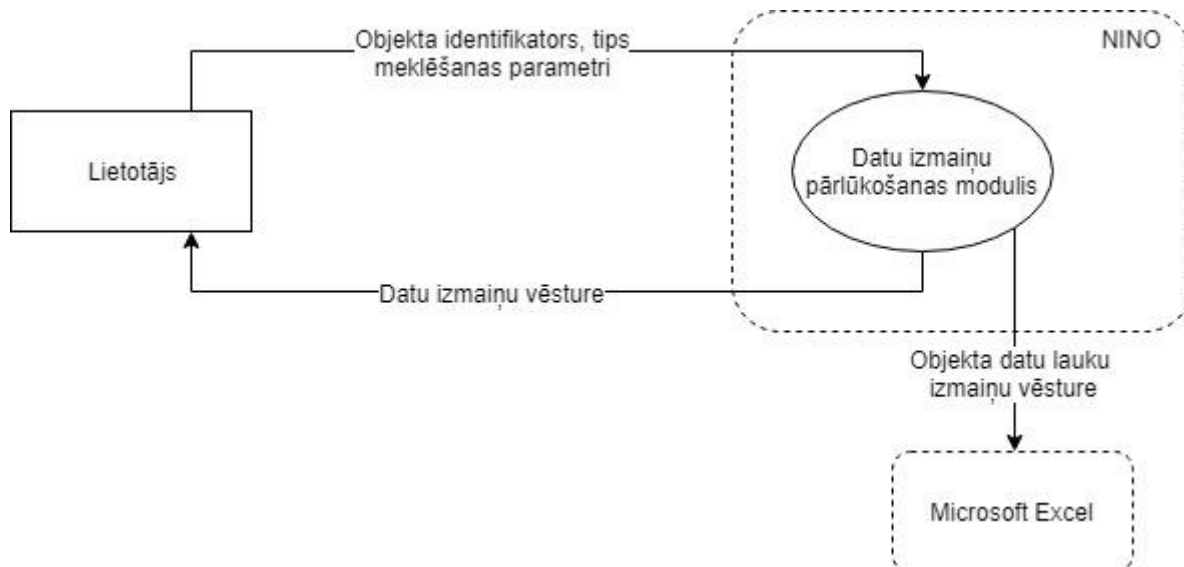 Objekta identifikators, tips
meklēšanas parametri
NINO
Lietotājs
Datu izmaiņu
pārlūkošanas modulis
Datu izmaiņu vēsture
Objekta datu lauku
izmaiņu vēsture
Microsoft Excel